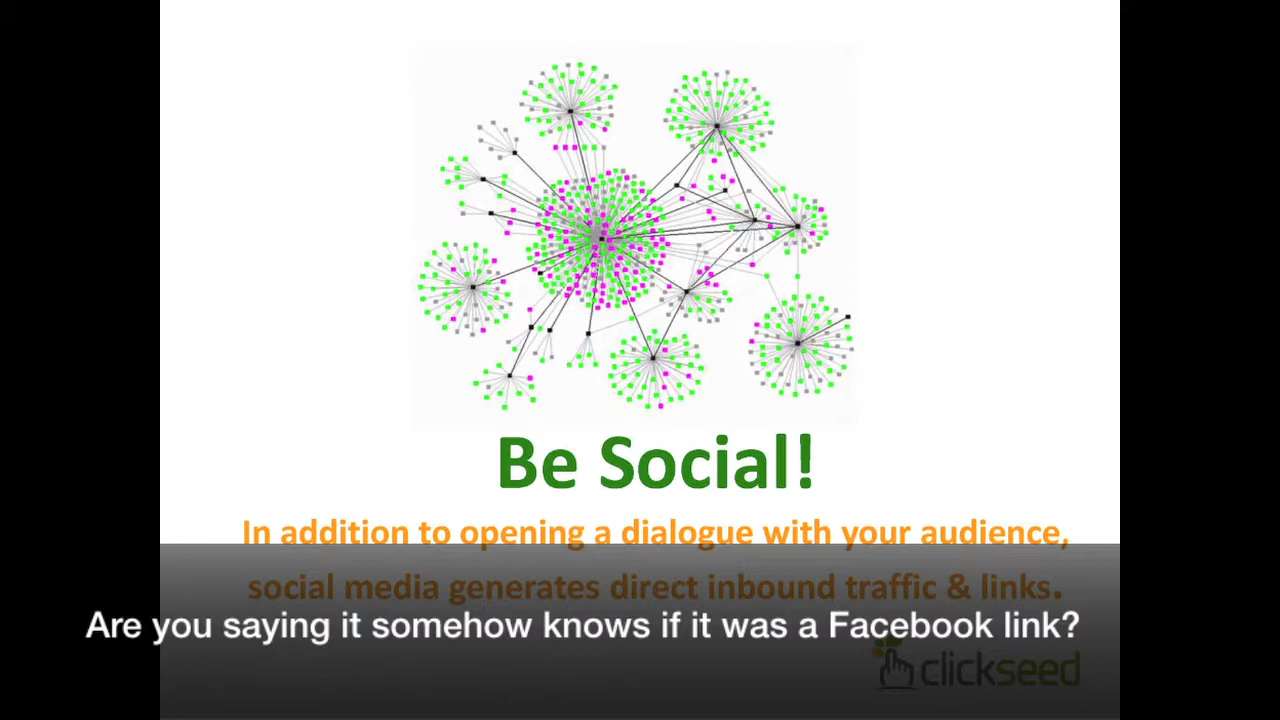 Be Social!
In addition to opening a dialogue with your audience,
social media generates direct inbound traffic & links.
Are you saying it somehow knows if it was a Facebook link?
clickseed